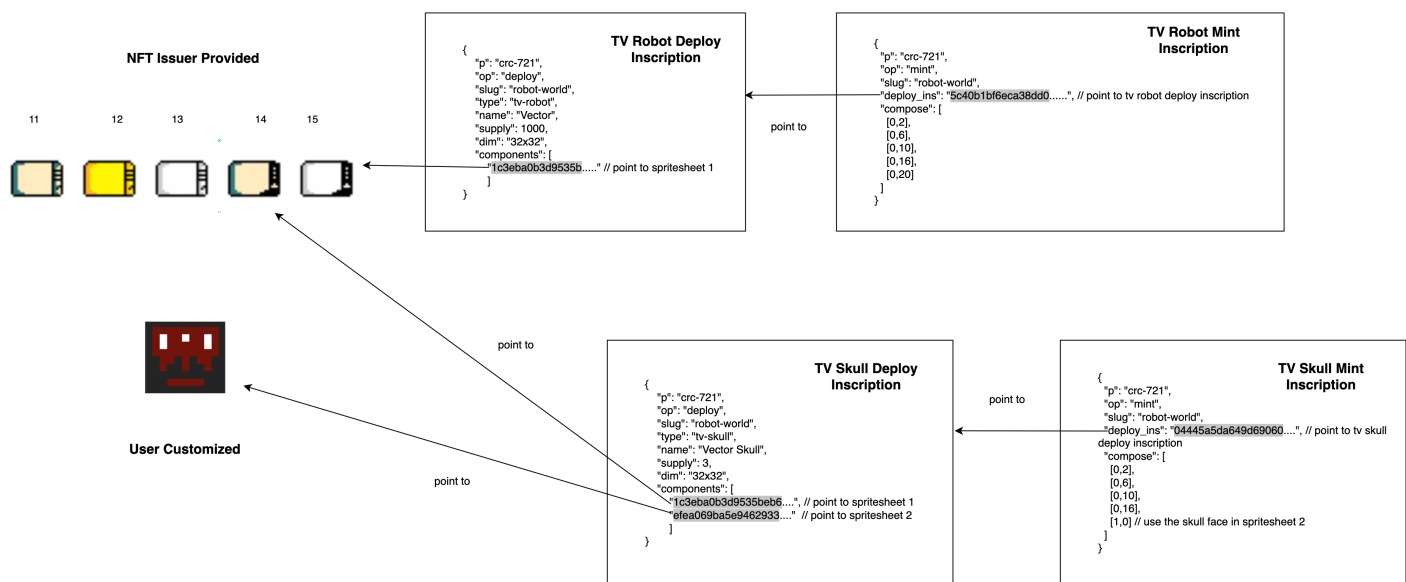 NFT Issuer Provided
11 12 13 14 15
TV Robot Deploy
Inscription
{
"p": "crc-721",
"op": "deploy",
"slug": "robot-world",
"type": "tv-robot",
"name": "Vector",
"supply": 1000,
"dim": "32x32",
"components": [
"1c3eba0b3d9535b....." // point to spritesheet 1
]
}
TV Robot Mint
Inscription
{
"p": "crc-721",
"op": "mint",
"slug": "robot-world",
"deploy_ins": "5c40b1bf6eca38dd0......", // point to tv robot deploy inscription
"compose": [
[0,2],
[0,6],
[0,10],
[0,16],
[0,20]
]
}
point to
User Customized
point to
point to
TV Skull Deploy
Inscription
{
"p": "crc-721",
"op": "deploy",
"slug": "robot-world",
"type": "tv-skull",
"name": "Vector Skull",
"supply": 3,
"dim": "32x32",
"components": [
"1c3eba0b3d9535beb6....", // point to spritesheet 1
"efea069ba5e9462933...." // point to spritesheet 2
]
}
point to
TV Skull Mint
Inscription
{
"p": "crc-721",
"op": "mint",
"slug": "robot-world",
"deploy_ins": "04445a5da649d69060....", // point to tv skull
deploy inscription
"compose": [
[0,2],
[0,6],
[0,10],
[0,16],
[1,0] // use the skull face in spritesheet 2
]
}